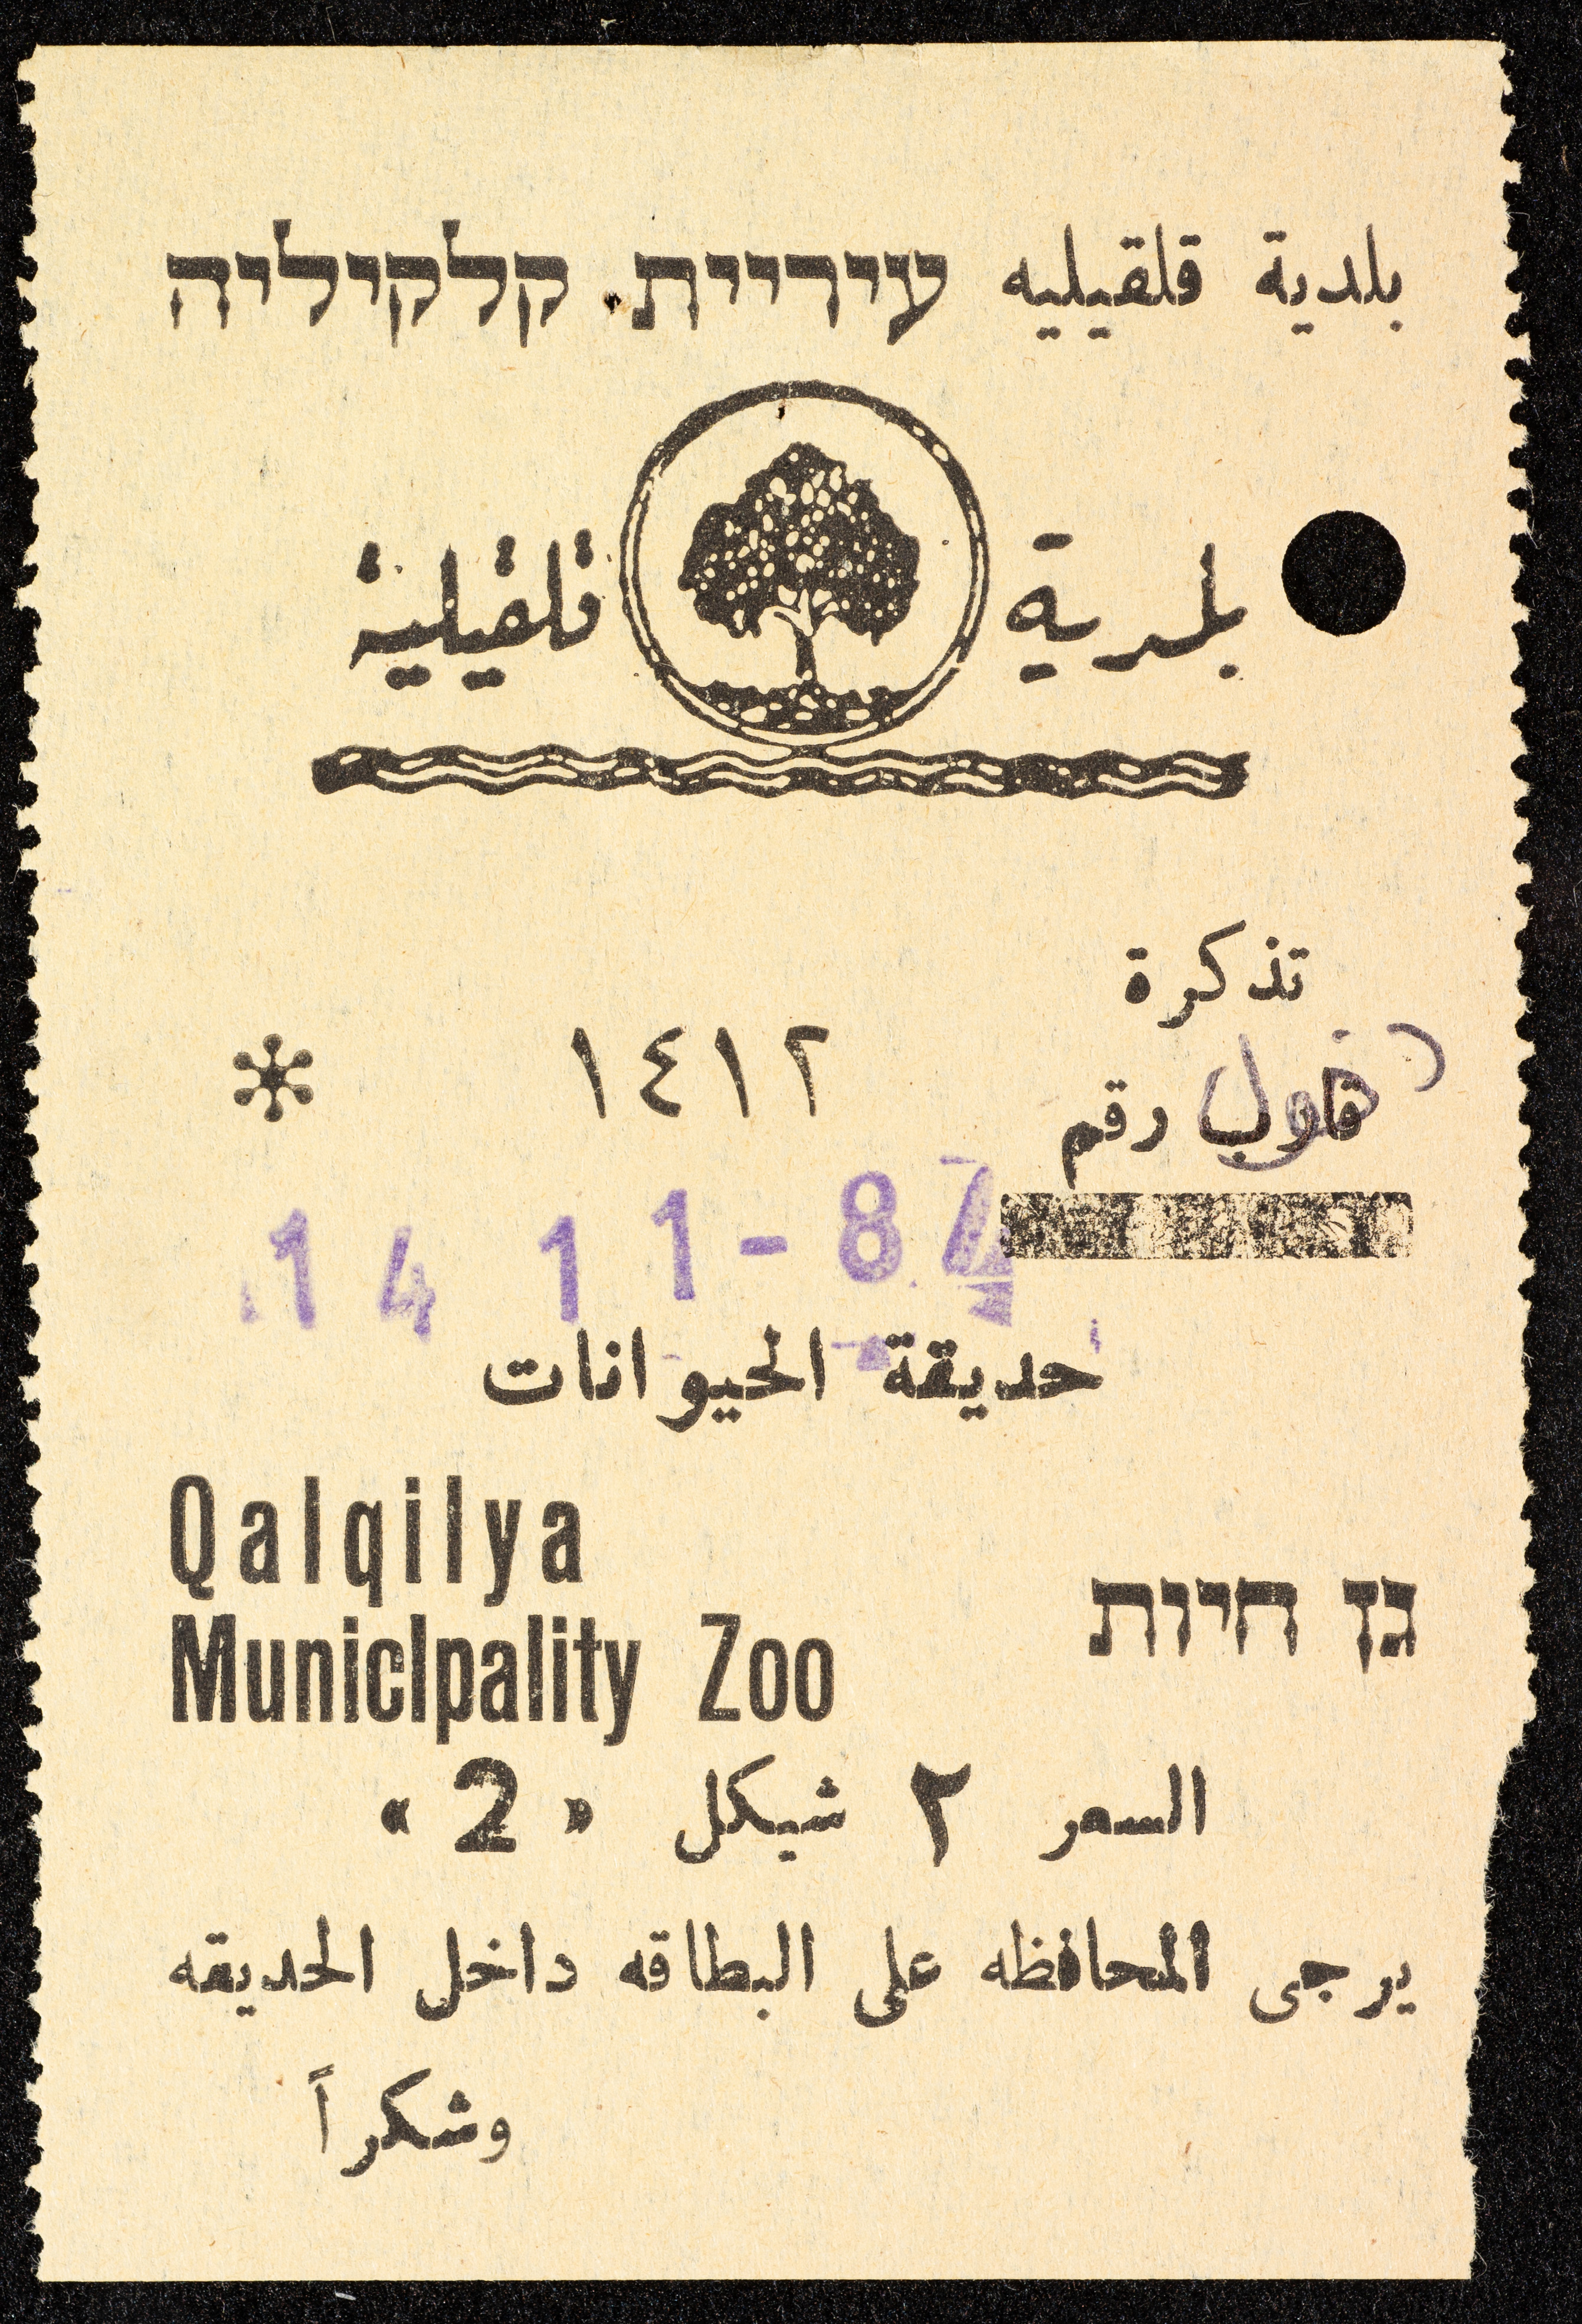 بلدية قلقيليه עיריית קלקיליה
بلدية قلقيلية
تذكرة
١٤١٢ *
رقم
14 11-87
حديقة الحيوانات
Qalqilya
גן חיות
Municlpality Zoo
السعر ٢ شيكل «2»
يرجى المحافظه على البطاقه داخل الحديقه
وشكراً